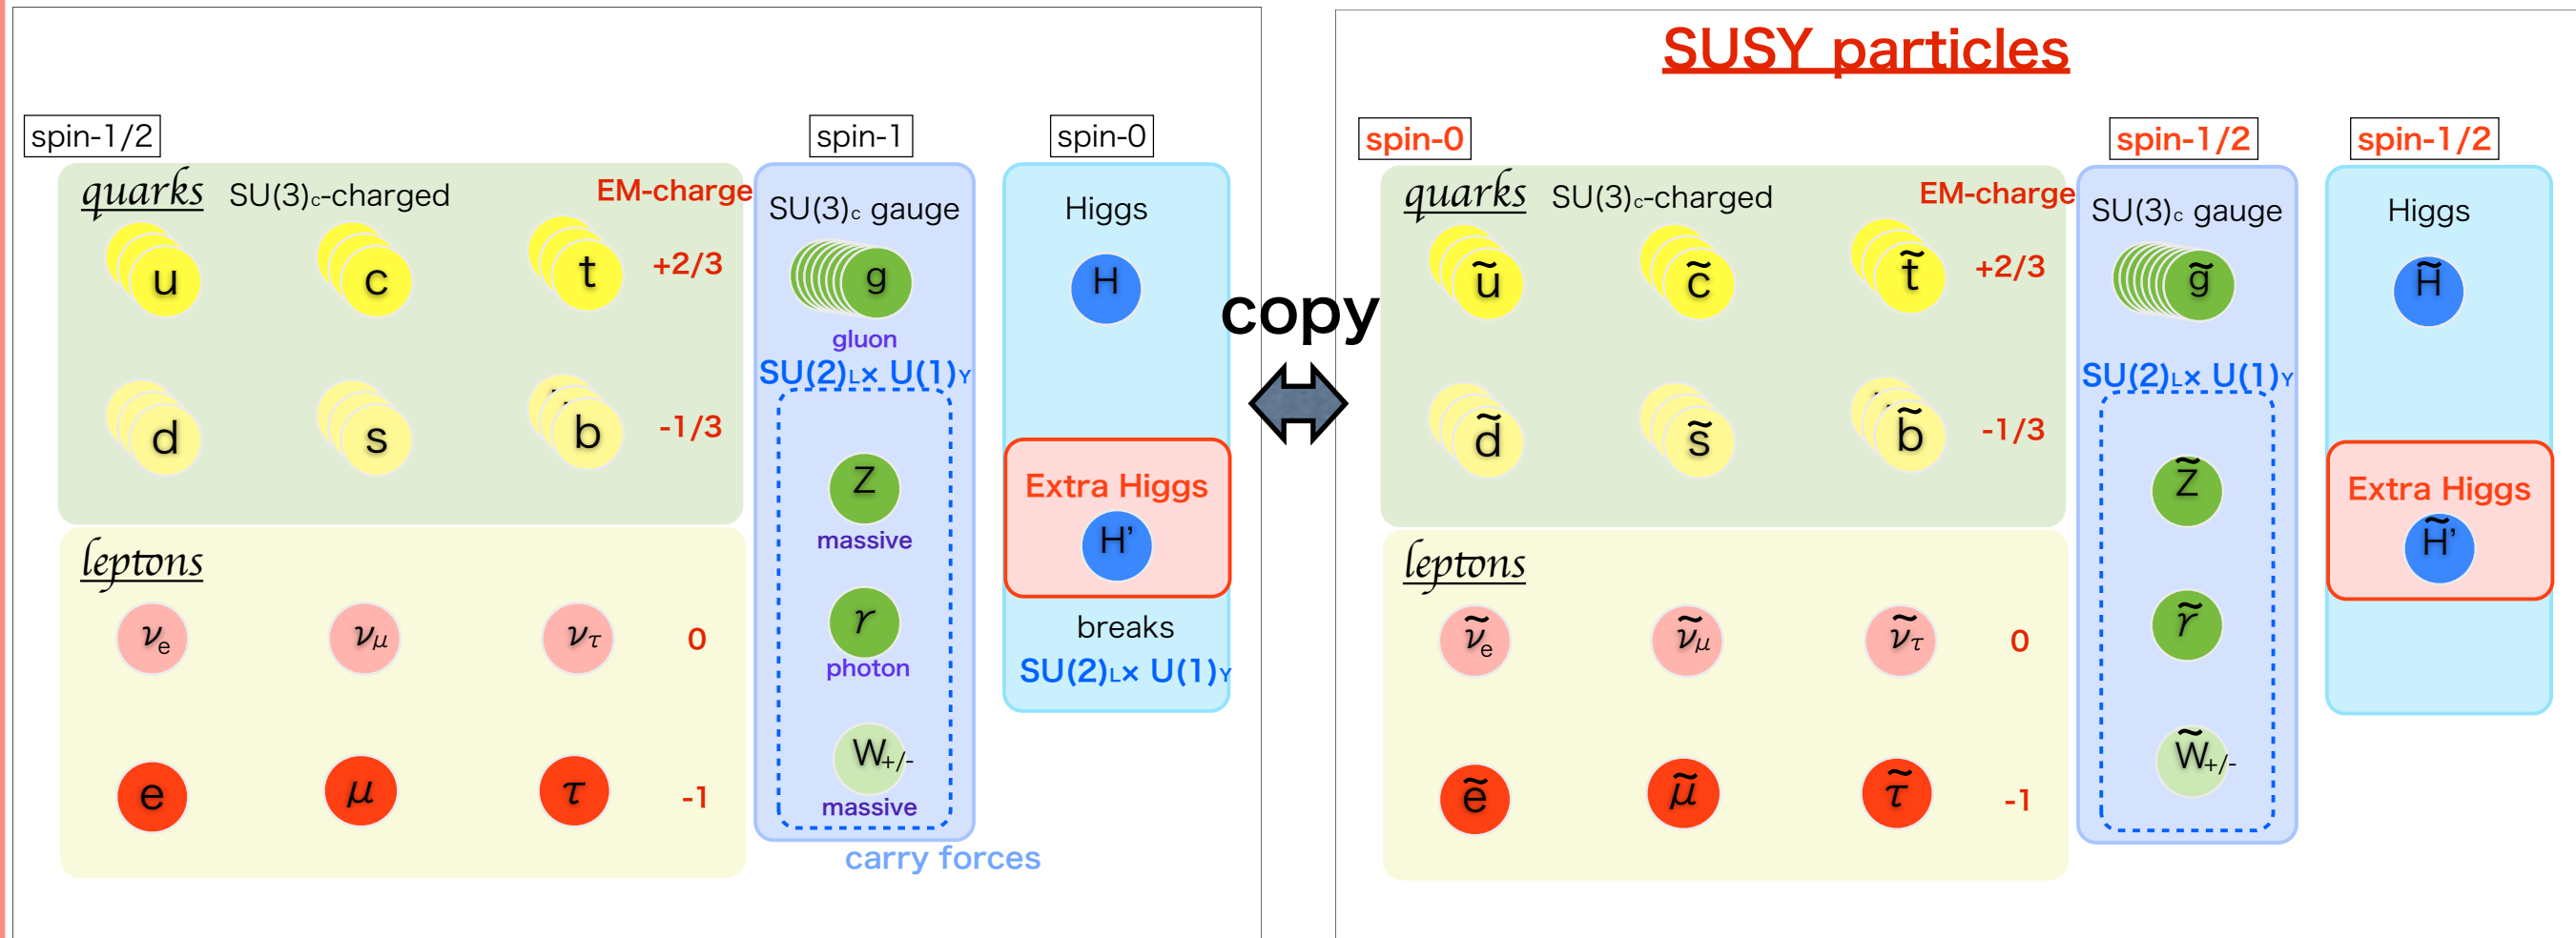 SUSY particles
spin-1/2
spin-1
spin-0
quarks SU(3)c-charged
EM-charge
u
c
t
+2/3
d
s
b
-1/3
leptons
νe
νμ
ντ
0
e
μ
τ
-1
SU(3)c gauge
g
gluon
SU(2)L× U(1)Y
Z
massive
r
photon
W+/-
massive
carry forces
Higgs
H
Extra Higgs
H'
breaks
SU(2)L× U(1)Y
copy
spin-0
spin-1/2
spin-1/2
quarks SU(3)c-charged
EM-charge
ũ
c̃
t̃
+2/3
d̃
s̃
b̃
-1/3
leptons
ν̃e
ν̃μ
ν̃τ
0
ẽ
μ̃
τ̃
-1
SU(3)c gauge
g̃
SU(2)L× U(1)Y
Z̃
r̃
W̃+/-
Higgs
H̃
Extra Higgs
H̃'